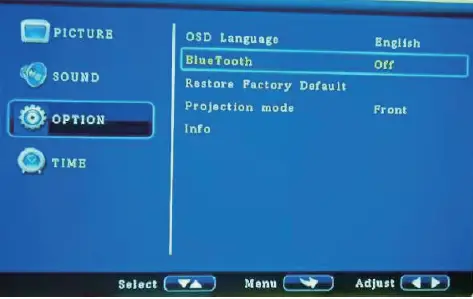 PICTURE
SOUND
OPTION
TIME
OSD Language English
BlueTooth Off
Restore Factory Default
Projection mode Front
Info
Select Menu Adjust